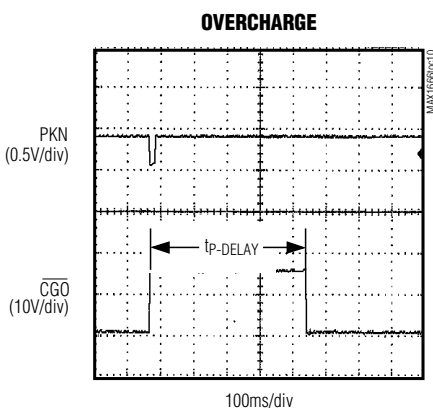 OVERCHARGE
MAX1666toc10
PKN
(0.5V/div)
tP-DELAY
CGO
(10V/div)
100ms/div